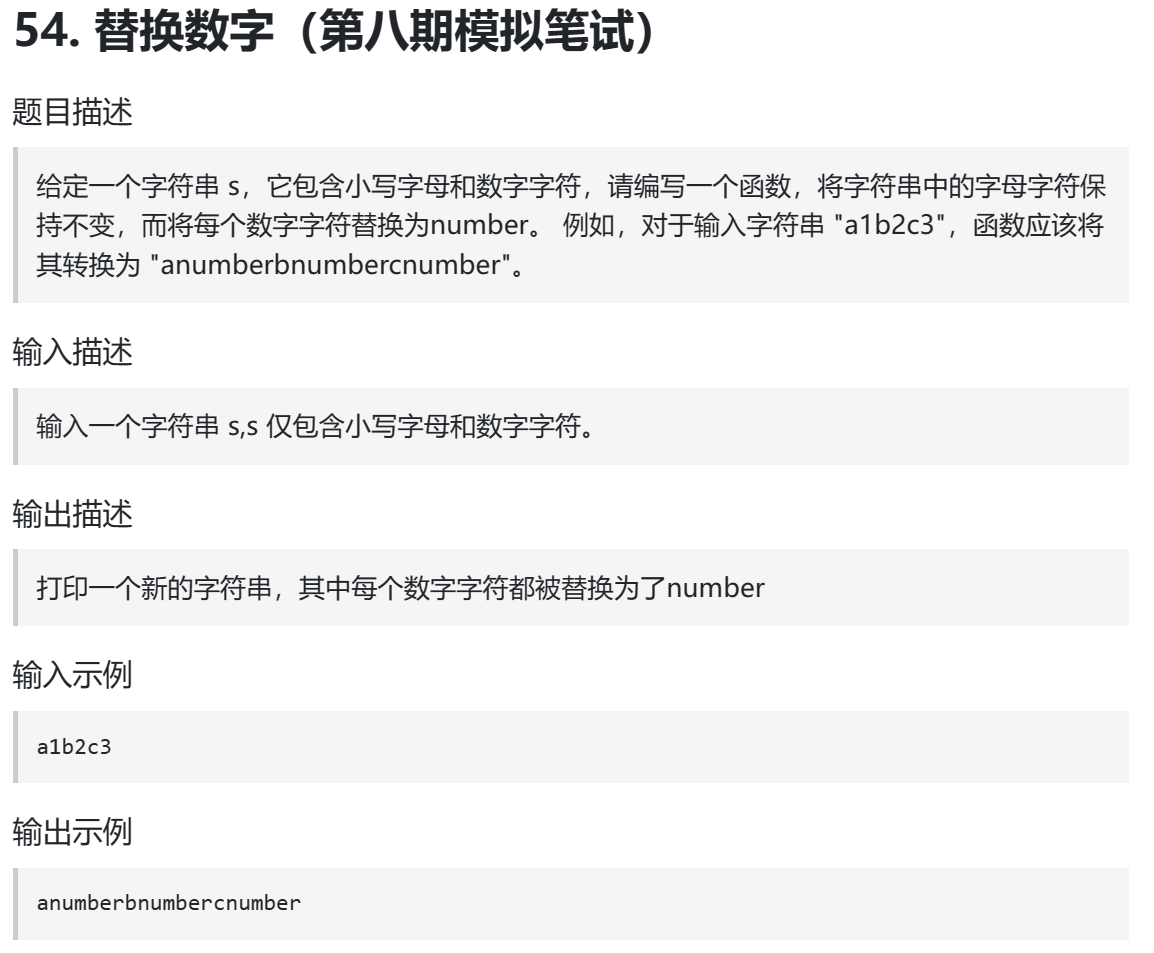 54. 替换数字（第八期模拟笔试）
题目描述
给定一个字符串 s，它包含小写字母和数字字符，请编写一个函数，将字符串中的字母字符保
持不变，而将每个数字字符替换为number。 例如，对于输入字符串 "a1b2c3"，函数应该将
其转换为 "anumberbnumbercnumber"。
输入描述
输入一个字符串 s,s 仅包含小写字母和数字字符。
输出描述
打印一个新的字符串，其中每个数字字符都被替换为了number
输入示例
a1b2c3
输出示例
anumberbnumbercnumber